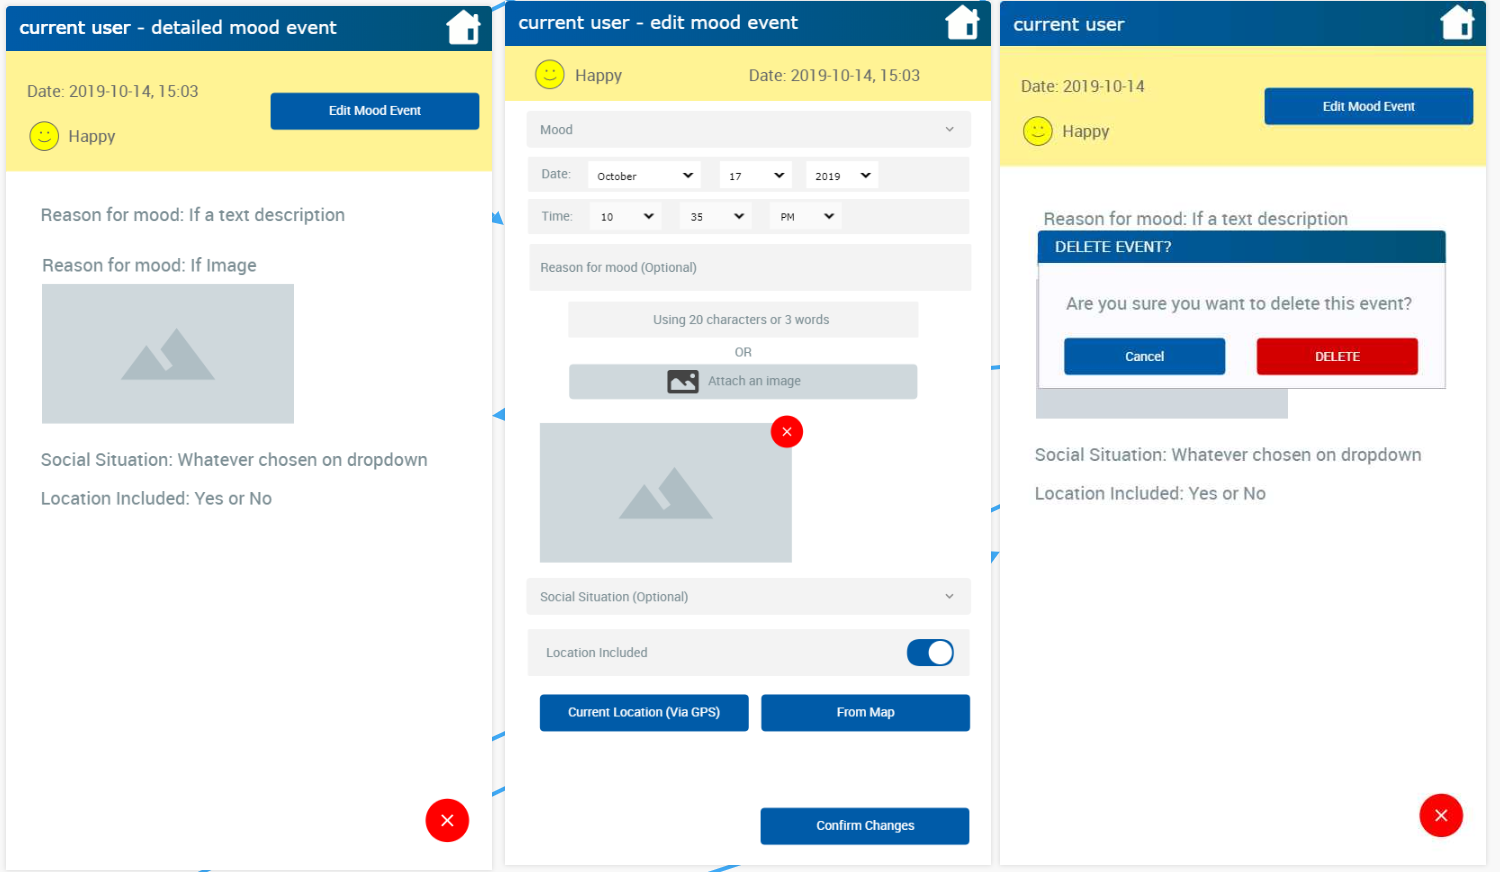 current user - detailed mood event
Date: 2019-10-14, 15:03
Edit Mood Event
Happy
Reason for mood: If a text description
Reason for mood: If Image
Social Situation: Whatever chosen on dropdown
Location Included: Yes or No
current user - edit mood event
Happy
Date: 2019-10-14, 15:03
Mood
Date: October 17 2019
Time: 10 35 PM
Reason for mood (Optional)
Using 20 characters or 3 words
OR
Attach an image
Social Situation (Optional)
Location Included
Current Location (Via GPS)
From Map
Confirm Changes
current user
Date: 2019-10-14
Edit Mood Event
Happy
Reason for mood: If a text description
DELETE EVENT?
Are you sure you want to delete this event?
Cancel
DELETE
Social Situation: Whatever chosen on dropdown
Location Included: Yes or No